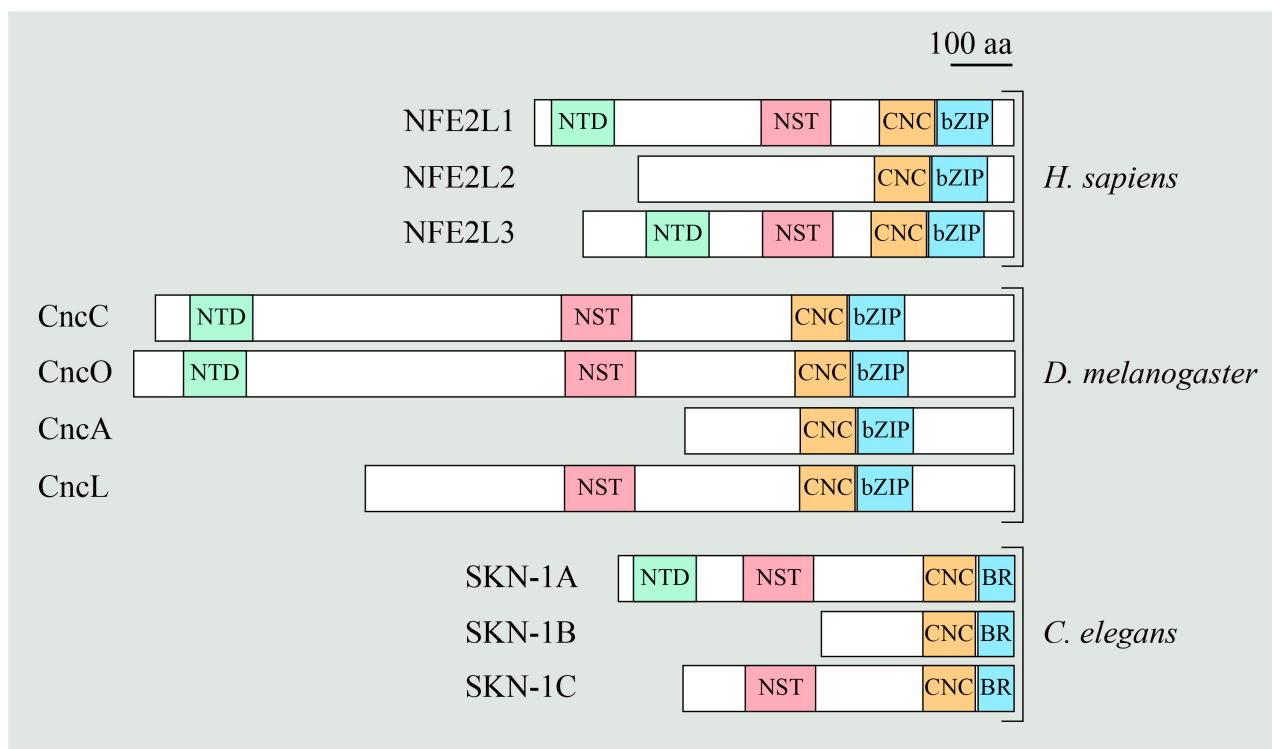 100 aa
NFE2L1 NTD NST CNC bZIP
NFE2L2 CNC bZIP
H. sapiens
NFE2L3 NTD NST CNC bZIP
CncC NTD NST CNC bZIP
CncO NTD NST CNC bZIP
D. melanogaster
CncA CNC bZIP
CncL NST CNC bZIP
SKN-1A NTD NST CNC BR
SKN-1B CNC BR
C. elegans
SKN-1C NST CNC BR